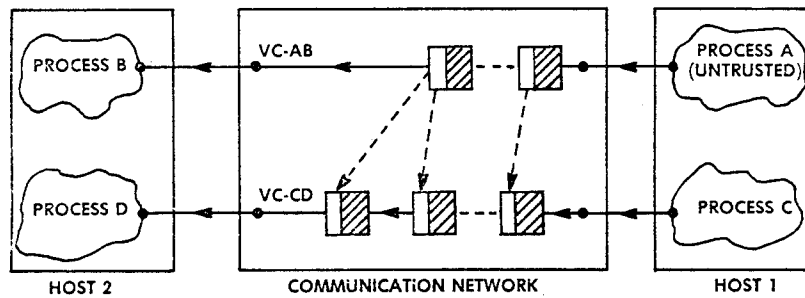 PROCESS B
VC-AB
PROCESS A
(UNTRUSTED)
PROCESS D
VC-CD
PROCESS C
HOST 2
COMMUNICATION NETWORK
HOST 1